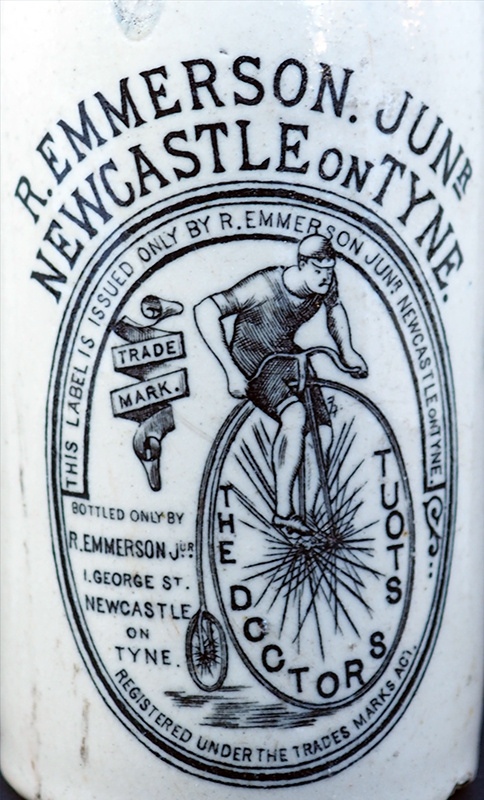 R. EMMERSON. JUNR
NEWCASTLE ON TYNE.
THIS LABEL IS ISSUED ONLY BY R. EMMERSON JUNR NEWCASTLE ON TYNE.
TRADE
MARK.
BOTTLED ONLY BY
R. EMMERSON JUR
1. GEORGE ST.
NEWCASTLE
ON
TYNE.
THE DOCTORS TUOTS
REGISTERED UNDER THE TRADES MARKS ACT.